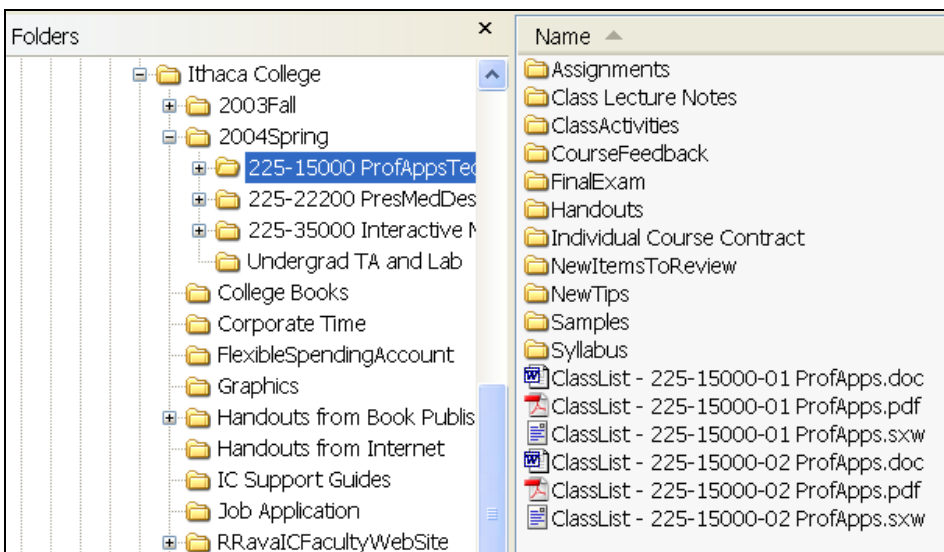 Folders
Ithaca College
2003Fall
2004Spring
225-15000 ProfAppsTec
225-22200 PresMedDes
225-35000 Interactive
Undergrad TA and Lab
College Books
Corporate Time
FlexibleSpendingAccount
Graphics
Handouts from Book Publis
Handouts from Internet
IC Support Guides
Job Application
RRavaICFacultyWebSite
Name
Assignments
Class Lecture Notes
ClassActivities
CourseFeedback
FinalExam
Handouts
Individual Course Contract
NewItemsToReview
NewTips
Samples
Syllabus
ClassList - 225-15000-01 ProfApps.doc
ClassList - 225-15000-01 ProfApps.pdf
ClassList - 225-15000-01 ProfApps.sxw
ClassList - 225-15000-02 ProfApps.doc
ClassList - 225-15000-02 ProfApps.pdf
ClassList - 225-15000-02 ProfApps.sxw